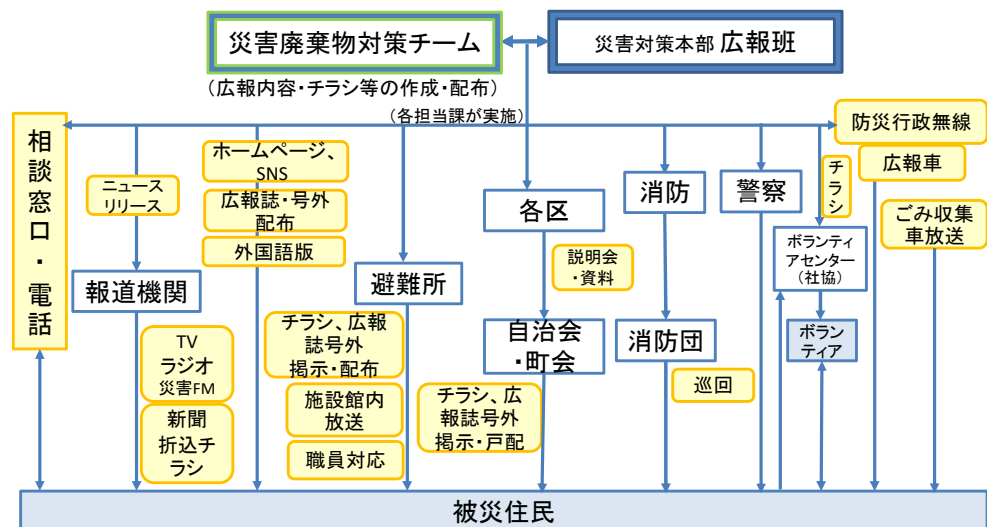 災害廃棄物対策チーム
災害対策本部 広報班
（広報内容・チラシ等の作成・配布）
（各担当課が実施）
相談窓口・電話
ニュース
リリース
報道機関
TV
ラジオ
災害FM
新聞
折込チ
ラシ
ホームページ、
SNS
広報誌・号外
配布
外国語版
避難所
チラシ、広報
誌号外
掲示・配布
施設館内
放送
職員対応
各区
説明会
・資料
自治会
・町会
チラシ、広
報誌号外
掲示・戸配
消防
消防団
巡回
警察
チラシ
ボランティ
アセンター
（社協）
ボラン
ティア
防災行政無線
広報車
ごみ収集
車放送
被災住民